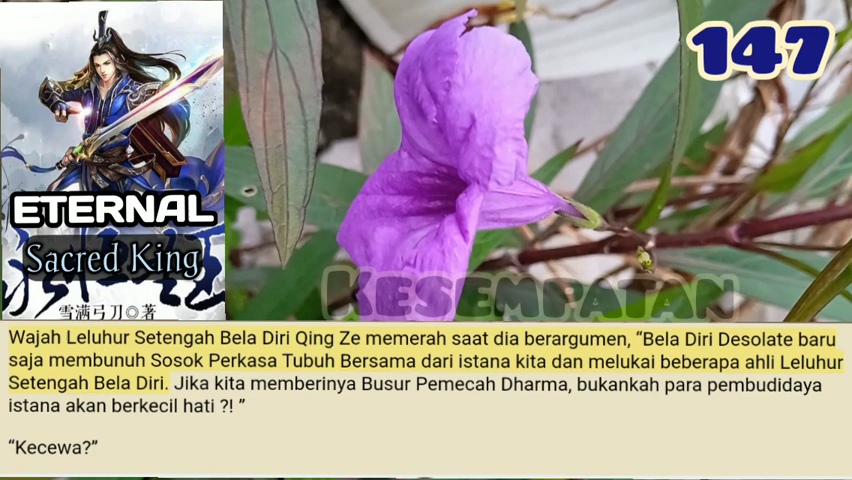 147
ETERNAL
Sacred King
雪满弓刀◎著
KESEMPATAN
Wajah Leluhur Setengah Bela Diri Qing Ze memerah saat dia berargumen, “Bela Diri Desolate baru
saja membunuh Sosok Perkasa Tubuh Bersama dari istana kita dan melukai beberapa ahli Leluhur
Setengah Bela Diri. Jika kita memberinya Busur Pemecah Dharma, bukankah para pembudidaya
istana akan berkecil hati ?! ”
“Kecewa?”